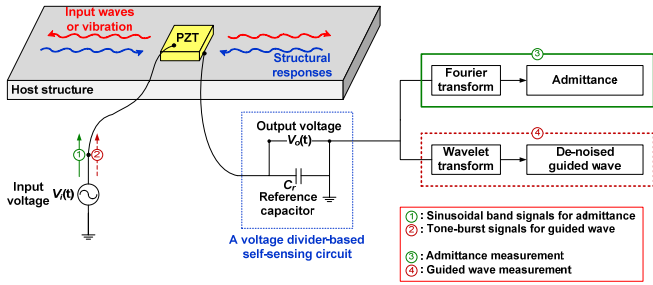 Input waves
or vibration
PZT
Structural
responses
Host structure
1
2
Input
voltage
Vi(t)
Output voltage
Vo(t)
Cr
Reference
capacitor
A voltage divider-based
self-sensing circuit
3
Fourier
transform
Admittance
4
Wavelet
transform
De-noised
guided wave
1 : Sinusoidal band signals for admittance
2 : Tone-burst signals for guided wave
3 : Admittance measurement
4 : Guided wave measurement